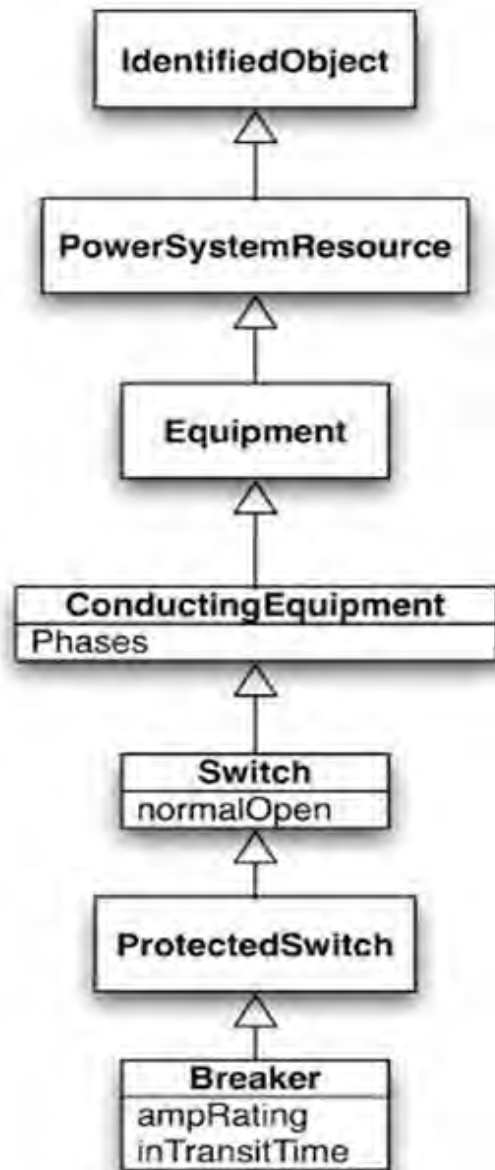 IdentifiedObject
PowerSystemResource
Equipment
ConductingEquipment
Phases
Switch
normalOpen
ProtectedSwitch
Breaker
ampRating
inTransitTime